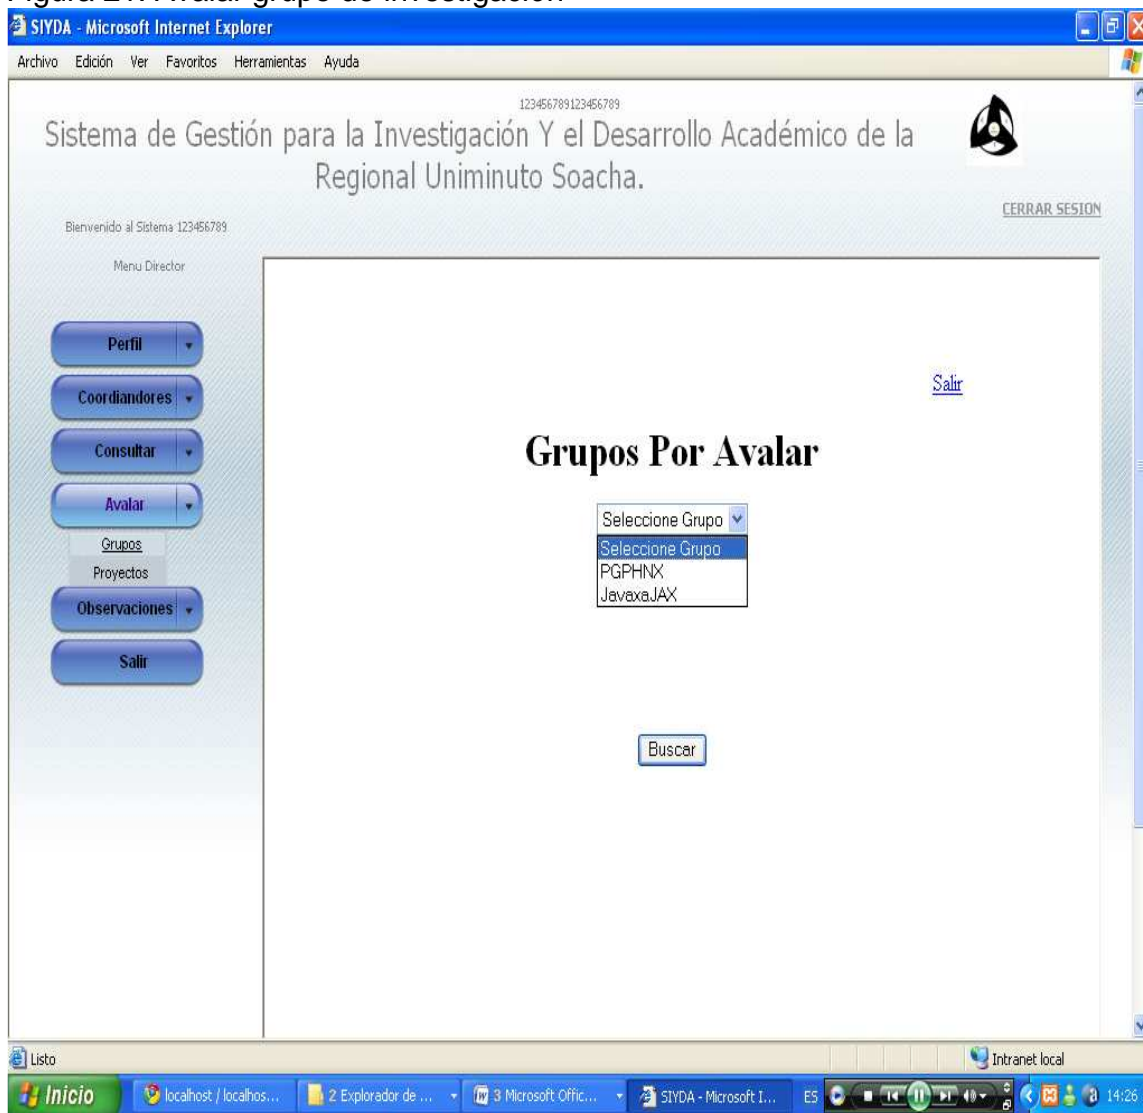 SIYDA - Microsoft Internet Explorer
Archivo Edición Ver Favoritos Herramientas Ayuda
123456789123456789
Sistema de Gestión para la Investigación Y el Desarrollo Académico de la
Regional Uniminuto Soacha.
CERRAR SESION
Bienvenido al Sistema 123456789
Menu Director
Perfil
Coordiandores
Consultar
Avalar
Grupos
Proyectos
Observaciones
Salir
Salir
Grupos Por Avalar
Seleccione Grupo
Seleccione Grupo
PGPHNX
JavaxaJAX
Buscar
Listo
Intranet local
Inicio
localhost / localhos...
2 Explorador de ...
3 Microsoft Offic...
SIYDA - Microsoft I...
ES
14:26